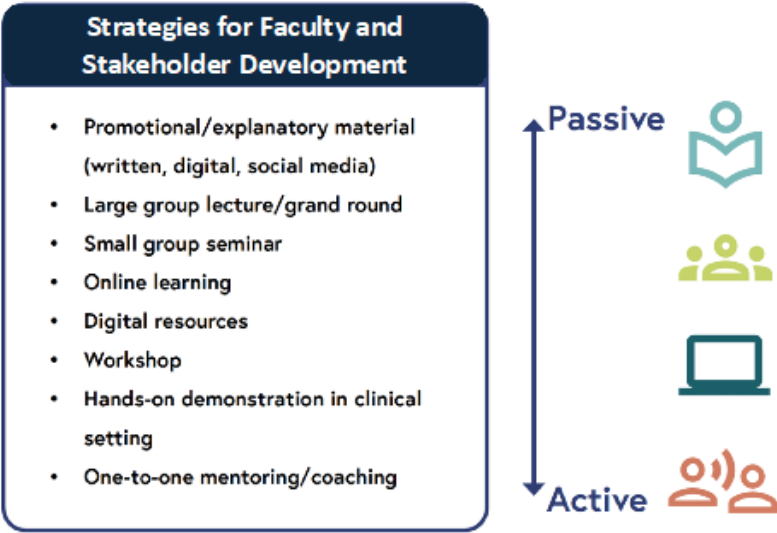 Strategies for Faculty and
Stakeholder Development
• Promotional/explanatory material
(written, digital, social media)
• Large group lecture/grand round
• Small group seminar
• Online learning
• Digital resources
• Workshop
• Hands-on demonstration in clinical
setting
• One-to-one mentoring/coaching
Passive
Active